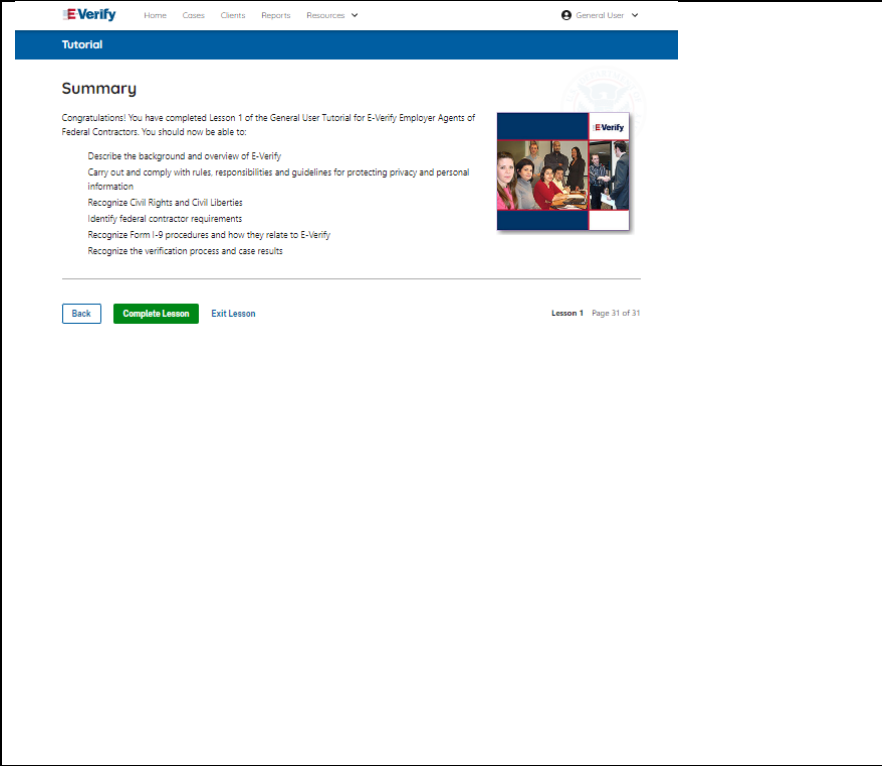 E-Verify
Home Cases Clients Reports Resources
General User
Tutorial
Summary
Congratulations! You have completed Lesson 1 of the General User Tutorial for E-Verify Employer Agents of
Federal Contractors. You should now be able to:
Describe the background and overview of E-Verify
Carry out and comply with rules, responsibilities and guidelines for protecting privacy and personal
information
Recognize Civil Rights and Civil Liberties
Identify federal contractor requirements
Recognize Form I-9 procedures and how they relate to E-Verify
Recognize the verification process and case results
E-Verify
Back Complete Lesson Exit Lesson
Lesson 1 Page 31 of 31